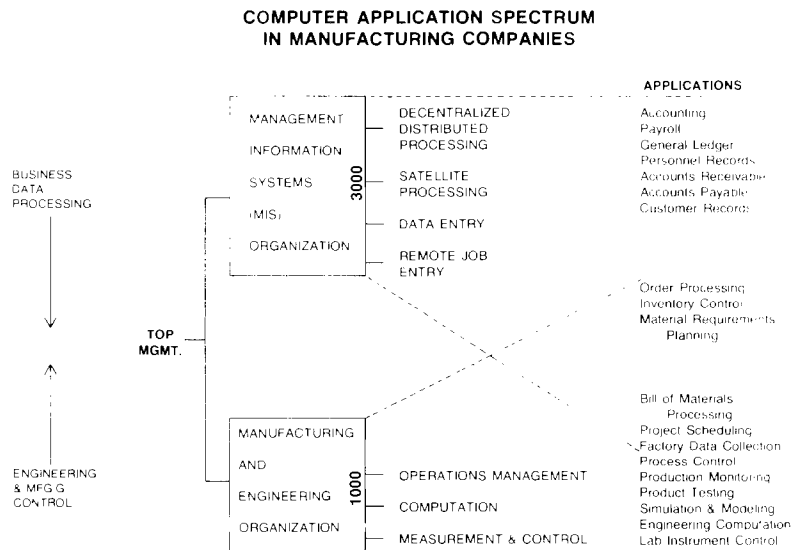 COMPUTER APPLICATION SPECTRUM
IN MANUFACTURING COMPANIES
BUSINESS
DATA
PROCESSING
ENGINEERING
& MFG'G
CONTROL
TOP
MGMT.
MANAGEMENT
INFORMATION
SYSTEMS
(MIS)
ORGANIZATION
3000
DECENTRALIZED
DISTRIBUTED
PROCESSING
SATELLITE
PROCESSING
DATA ENTRY
REMOTE JOB
ENTRY
MANUFACTURING
AND
ENGINEERING
ORGANIZATION
1000
OPERATIONS MANAGEMENT
COMPUTATION
MEASUREMENT & CONTROL
APPLICATIONS
Accounting
Payroll
General Ledger
Personnel Records
Accounts Receivable
Accounts Payable
Customer Records
Order Processing
Inventory Control
Material Requirements
Planning
Bill of Materials
Processing
Project Scheduling
Factory Data Collection
Process Control
Production Monitoring
Product Testing
Simulation & Modeling
Engineering Computation
Lab Instrument Control